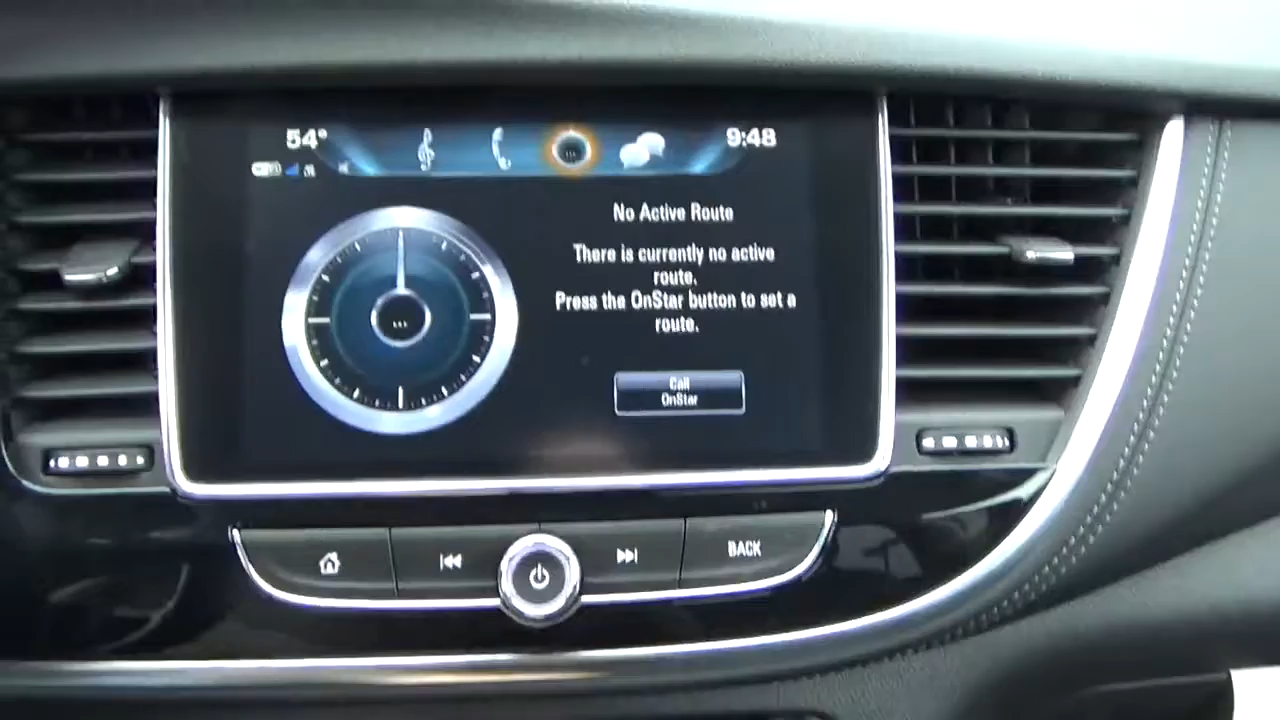 54°
9:48
No Active Route
There is currently no active
route.
Press the OnStar button to set a
route.
Call
OnStar
BACK